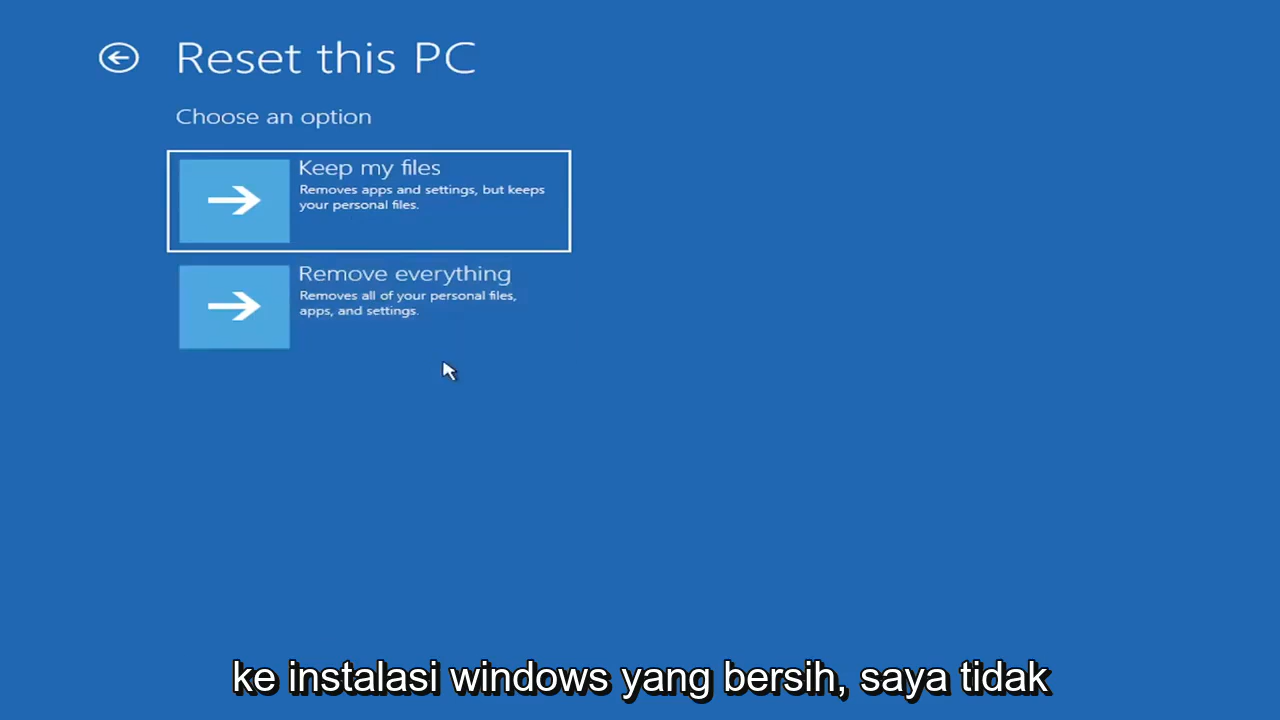 Reset this PC
Choose an option
Keep my files
Removes apps and settings, but keeps
your personal files.
Remove everything
Removes all of your personal files,
apps, and settings.
ke instalasi windows yang bersih, saya tidak